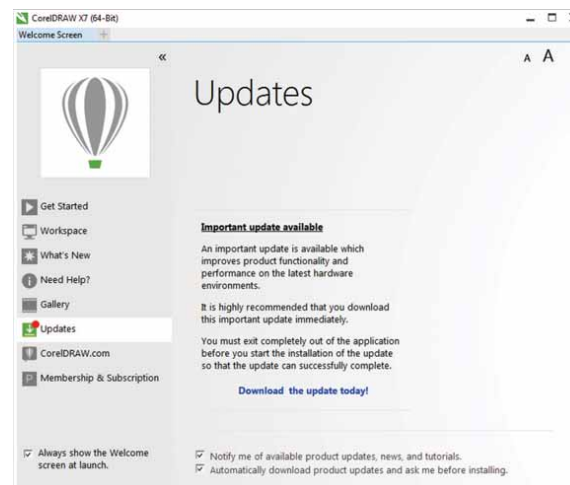 CorelDRAW X7 (64-Bit)
Welcome Screen
A A
Updates
Get Started
Workspace
What's New
Need Help?
Gallery
Updates
CorelDRAW.com
Membership & Subscription
Important update available
An important update is available which
improves product functionality and
performance on the latest hardware
environments.
It is highly recommended that you download
this important update immediately.
You must exit completely out of the application
before you start the installation of the update
so that the update can successfully complete.
Download the update today!
Always show the Welcome
screen at launch.
Notify me of available product updates, news, and tutorials.
Automatically download product updates and ask me before installing.